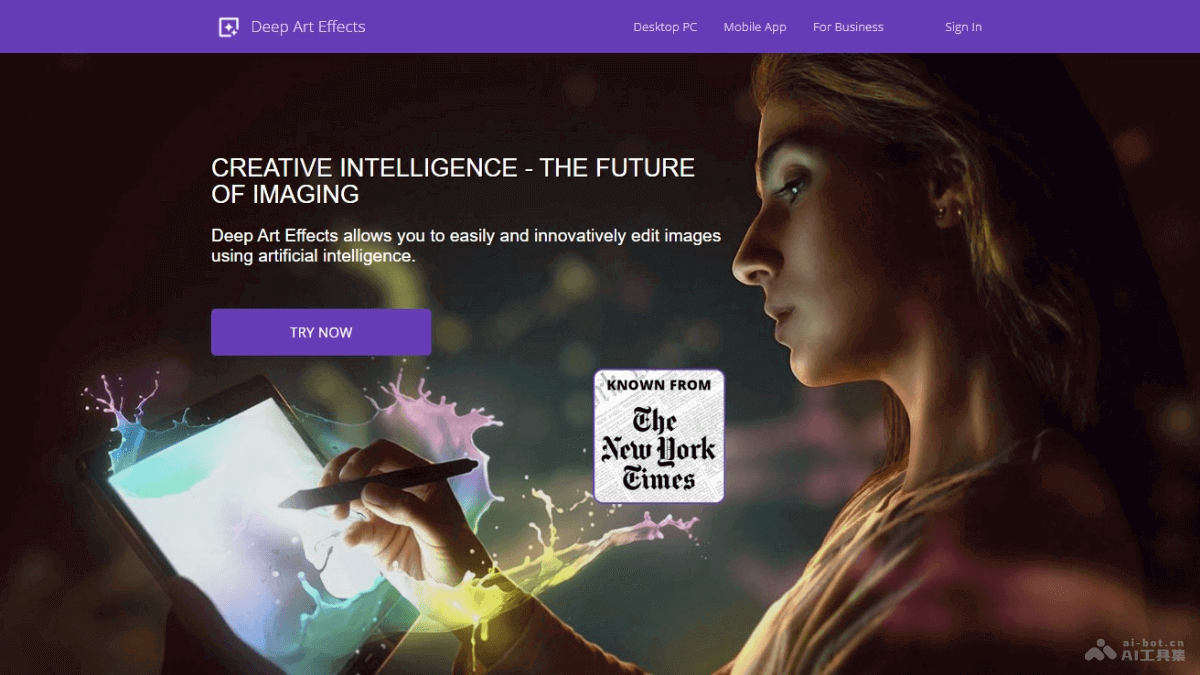 Deep Art Effects
Desktop PC
Mobile App
For Business
Sign In
CREATIVE INTELLIGENCE - THE FUTURE
OF IMAGING
Deep Art Effects allows you to easily and innovatively edit images
using artificial intelligence.
TRY NOW
KNOWN FROM
The
New York
Times
ai-bot.cn
AI工具集